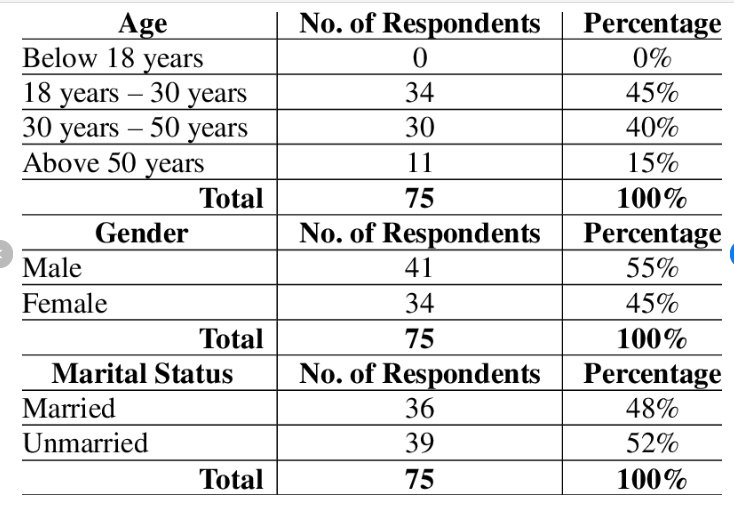 Age No. of Respondents Percentage
Below 18 years 0 0%
18 years – 30 years 34 45%
30 years – 50 years 30 40%
Above 50 years 11 15%
Total 75 100%
Gender No. of Respondents Percentage
Male 41 55%
Female 34 45%
Total 75 100%
Marital Status No. of Respondents Percentage
Married 36 48%
Unmarried 39 52%
Total 75 100%